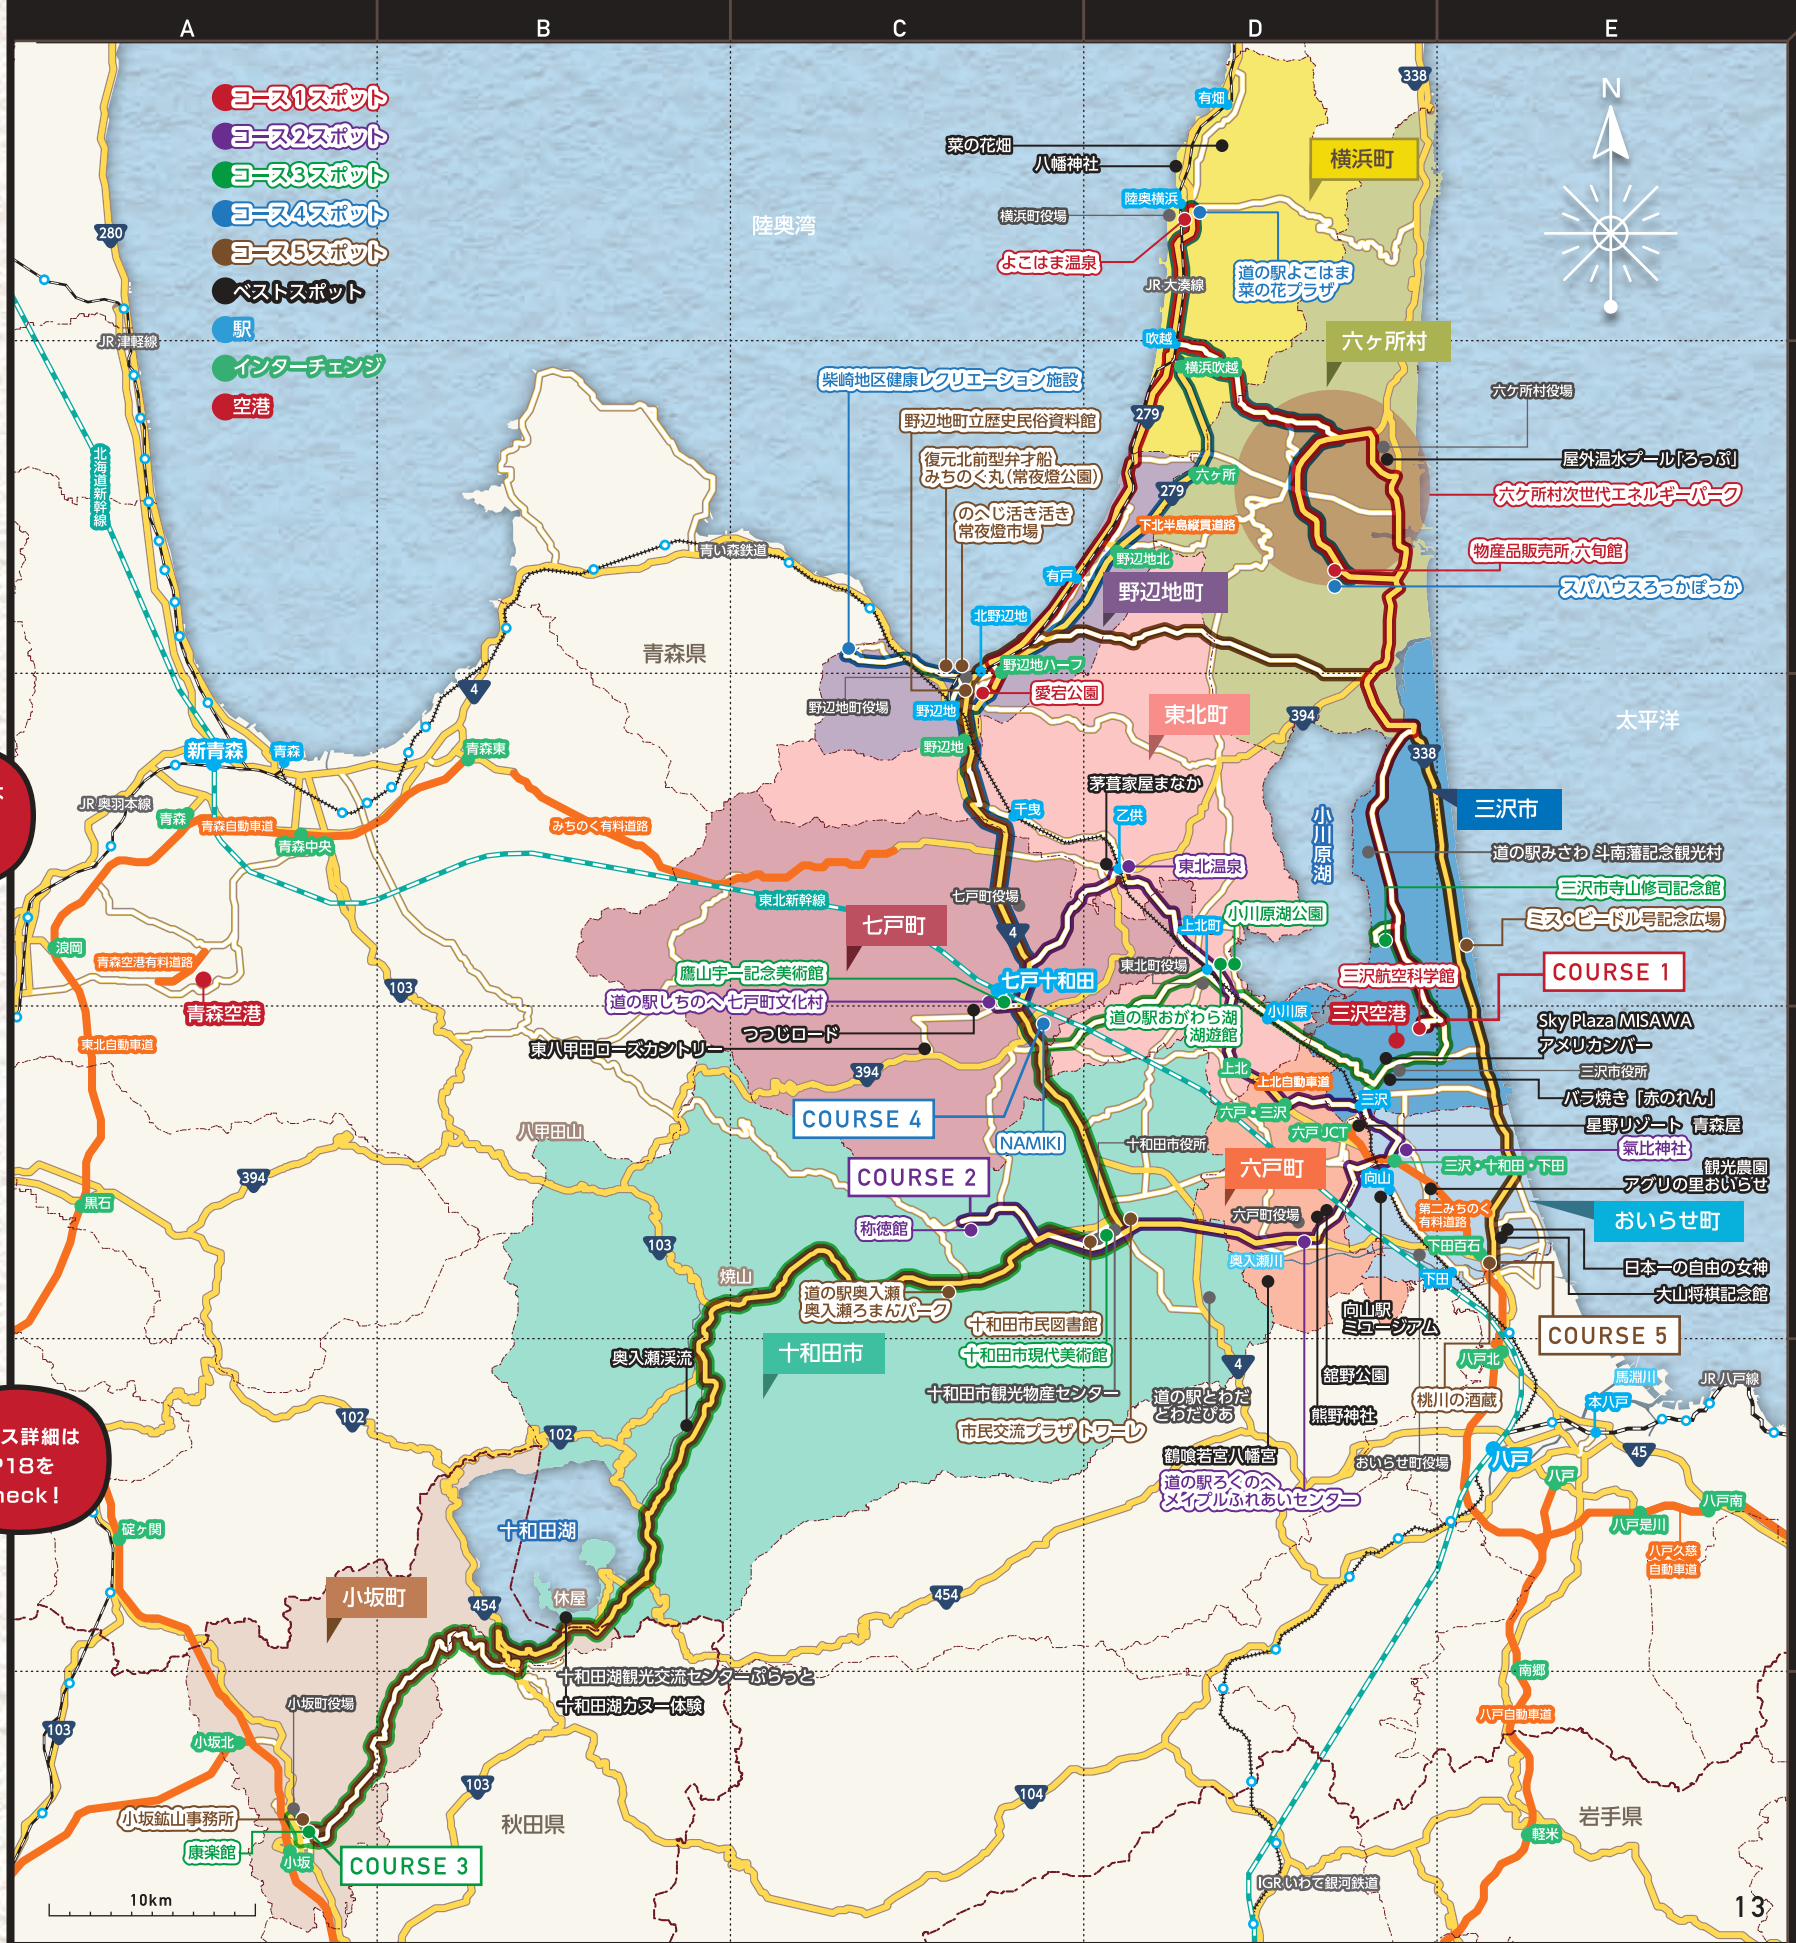 A
B
C
D
E
コース1スポット
コース2スポット
コース3スポット
コース4スポット
コース5スポット
ベストスポット
駅
インターチェンジ
空港
N
338
有畑
菜の花畑
八幡神社
横浜町
陸奥横浜
横浜町役場
陸奥湾
280
よこはま温泉
道の駅よこはま
菜の花プラザ
JR 大湊線
JR 津軽線
吹越
六ヶ所村
横浜吹越
柴崎地区健康レクリエーション施設
六ケ所村役場
279
野辺地町立歴史民俗資料館
北海道新幹線
復元北前型弁才船
みちのく丸(常夜燈公園)
屋外温水プール「ろっぷ」
六ヶ所
279
六ケ所村次世代エネルギーパーク
のへじ活き活き
常夜燈市場
下北半島縦貫道路
青い森鉄道
物産品販売所 六旬館
野辺地北
有戸
野辺地町
スパハウスろっかぽっか
北野辺地
青森県
野辺地ハーフ
愛宕公園
4
野辺地町役場
野辺地
東北町
394
太平洋
新青森
青森
青森東
野辺地
338
茅葺家屋まなか
JR 奥羽本線
青森
青森自動車道
青森中央
みちのく有料道路
千曳
乙供
小川原湖
三沢市
道の駅みさわ 斗南藩記念観光村
東北温泉
三沢市寺山修司記念館
東北新幹線
七戸町役場
七戸町
小川原湖公園
ミス・ビードル号記念広場
上北町
4
浪岡
青森空港有料道路
東北町役場
鷹山宇一記念美術館
七戸十和田
三沢航空科学館
COURSE 1
103
道の駅しちのへ 七戸町文化村
青森空港
道の駅おがわら湖
湖遊館
小川原
三沢空港
Sky Plaza MISAWA
アメリカンバー
つつじロード
東八甲田ローズカントリー
東北自動車道
394
上北
上北自動車道
三沢市役所
三沢
バラ焼き「赤のれん」
COURSE 4
六戸・三沢
八甲田山
NAMIKI
十和田市役所
六戸 JCT
星野リゾート 青森屋
氣比神社
394
COURSE 2
六戸町
三沢・十和田・下田
向山
観光農園
アグリの里おいらせ
黒石
称徳館
六戸町役場
第二みちのく
有料道路
おいらせ町
103
下田百石
奥入瀬川
下田
焼山
道の駅奥入瀬
奥入瀬ろまんパーク
日本一の自由の女神
大山将棋記念館
向山駅
ミュージアム
十和田市民図書館
COURSE 5
奥入瀬渓流
十和田市
十和田市現代美術館
4
八戸北
舘野公園
馬淵川
JR 八戸線
十和田市観光物産センター
道の駅とわだ
とわだぴあ
桃川の酒蔵
本八戸
102
102
市民交流プラザ トワーレ
熊野神社
ス詳細は
P18を
heck!
鶴喰若宮八幡宮
おいらせ町役場
八戸
45
道の駅ろくのへ
メイプルふれあいセンター
八戸
八戸南
十和田湖
碇ヶ関
八戸是川
八戸久慈
自動車道
小坂町
454
休屋
454
南郷
十和田湖観光交流センターぷらっと
十和田湖カヌー体験
小坂町役場
八戸自動車道
103
小坂北
103
104
小坂鉱山事務所
秋田県
岩手県
軽米
康楽館
小坂
COURSE 3
IGR いわて銀河鉄道
10km
13